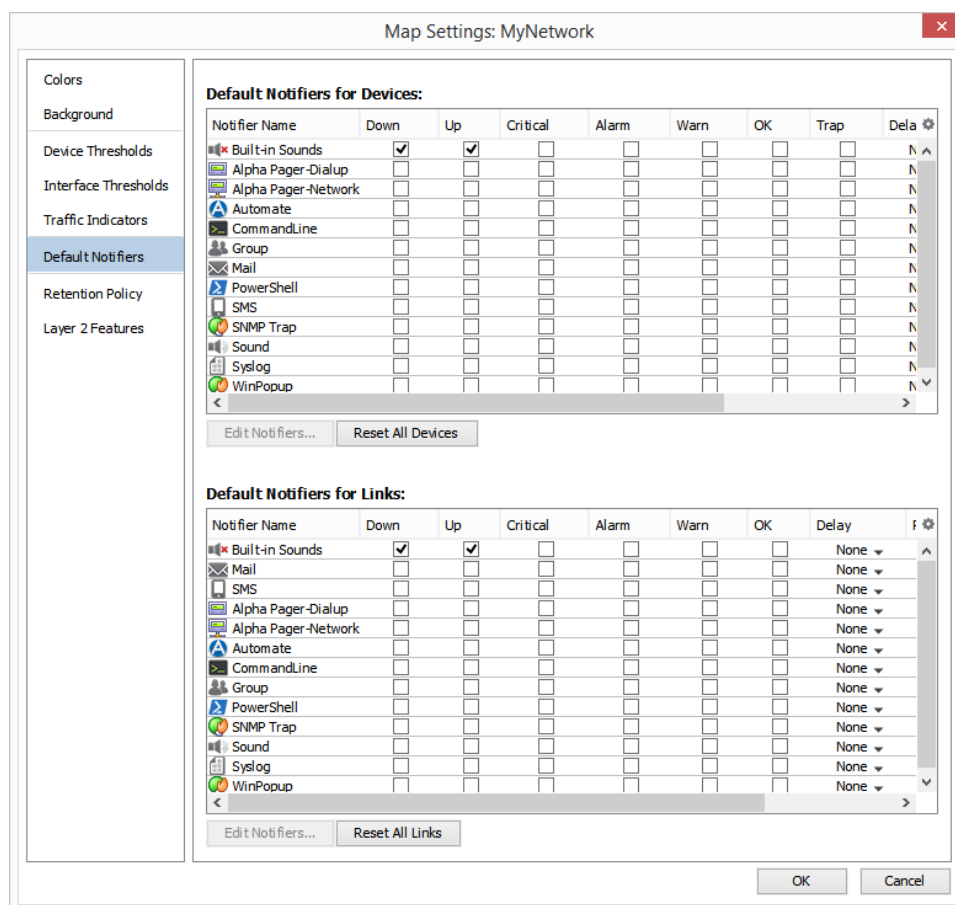 Map Settings: MyNetwork
Colors
Background
Device Thresholds
Interface Thresholds
Traffic Indicators
Default Notifiers
Retention Policy
Layer 2 Features
Default Notifiers for Devices:
Notifier Name Down Up Critical Alarm Warn OK Trap Dela
Built-in Sounds N
Alpha Pager-Dialup N
Alpha Pager-Network N
Automate N
CommandLine N
Group N
Mail N
PowerShell N
SMS N
SNMP Trap N
Sound N
Syslog N
WinPopup N
Edit Notifiers... Reset All Devices
Default Notifiers for Links:
Notifier Name Down Up Critical Alarm Warn OK Delay F
Built-in Sounds None
Mail None
SMS None
Alpha Pager-Dialup None
Alpha Pager-Network None
Automate None
CommandLine None
Group None
PowerShell None
SNMP Trap None
Sound None
Syslog None
WinPopup None
Edit Notifiers... Reset All Links
OK Cancel